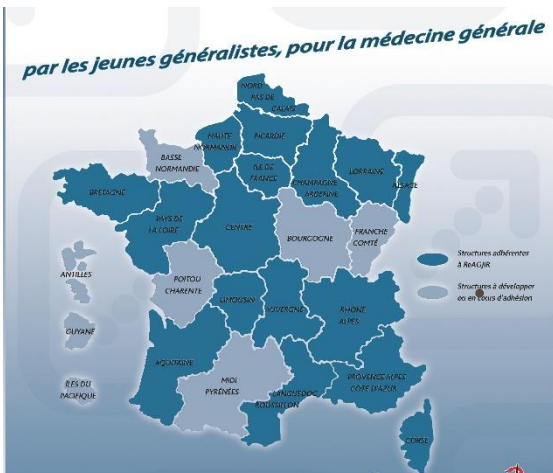 par les jeunes généralistes, pour la médecine générale
NORD
PAS DE
CALAIS
HAUTE
NORMANDIE
PICARDIE
BASSE
NORMANDIE
ILE DE
FRANCE
CHAMPAGNE
ARDENNE
LORRAINE
ALSACE
BRETAGNE
PAYS DE
LA LOIRE
CENTRE
BOURGOGNE
FRANCHE
COMTÉ
Structures adhérentes
à ReAGJIR
Structures à développer
ou en cours d'adhésion
ANTILLES
POITOU
CHARENTE
LIMOUSIN
AUVERGNE
RHONE
ALPES
GUYANE
AQUITAINE
MIDI
PYRÉNÉES
LANGUEDOC
ROUSSILLON
PROVENCE ALPES
COTE D'AZUR
ILES DU
PACIFIQUE
CORSE